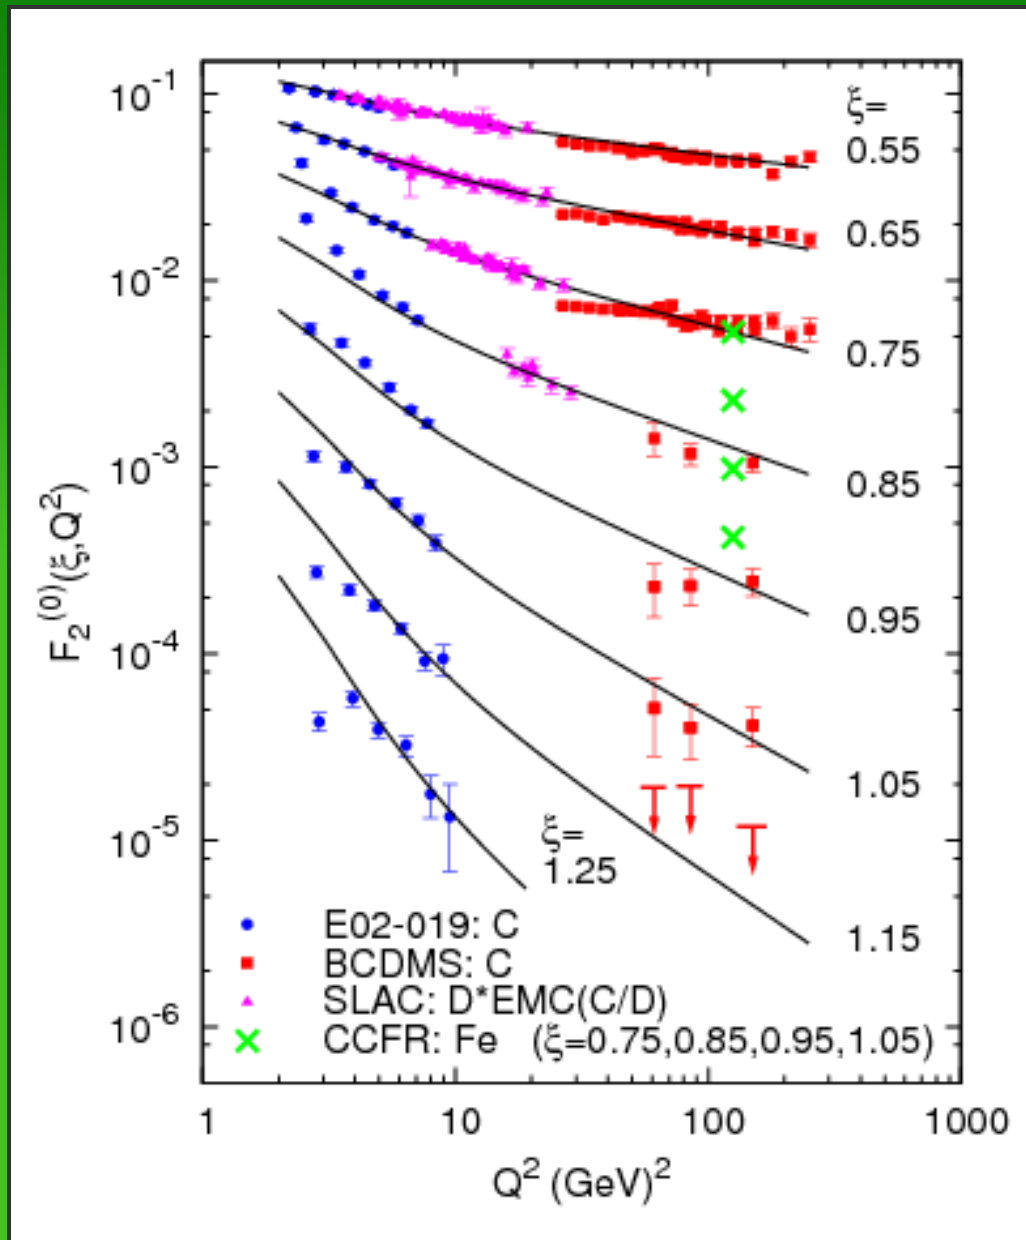 10^-1
10^-2
10^-3
10^-4
10^-5
10^-6
F_2^(0)(ξ,Q^2)
ξ=
0.55
0.65
0.75
0.85
0.95
1.05
1.15
ξ=
1.25
E02-019: C
BCDMS: C
SLAC: D*EMC(C/D)
CCFR: Fe (ξ=0.75,0.85,0.95,1.05)
1 10 100 1000
Q^2 (GeV)^2